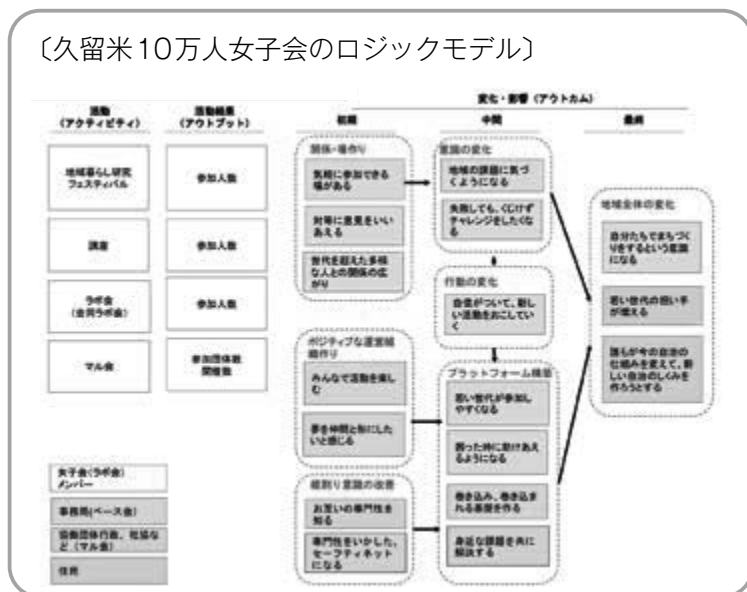 〔久留米10万人女子会のロジックモデル〕
変化・影響（アウトカム）
活動
（アクティビティ）
活動結果
（アウトプット）
初期
中間
最終
地域暮らし研究
フェスティバル
参加人数
講座
参加人数
ラボ会
（合同ラボ会）
参加人数
マル会
参加団体数
開催数
関係・場作り
気軽に参加できる
場がある
対等に意見をいい
あえる
世代を超えた多様
な人との関係の広
がり
ポジティブな運営組
織作り
みんなで活動を楽し
む
夢を仲間と形にした
いと感じる
縦割り意識の改善
お互いの専門性を
知る
専門性をいかした、
セーフティネット
になる
意識の変化
地域の課題に気づ
くようになる
失敗しても、くじけず
チャレンジをしたくな
る
行動の変化
自信がついて、新し
い活動をおこしてい
く
プラットフォーム構築
若い世代が参加し
やすくなる
困った時に助けあえ
るようになる
巻き込み、巻き込ま
れる基盤を作る
身近な課題を共に
解決する
地域全体の変化
自分たちでまちづく
りをするという意識
になる
若い世代の担い手
が増える
誰もが今の自治の
仕組みを変えて、新
しい自治のしくみを
作ろうとする
女子会（ラボ会）
メンバー
事務局（ベース会）
協働団体行政、社協な
ど（マル会）
住民